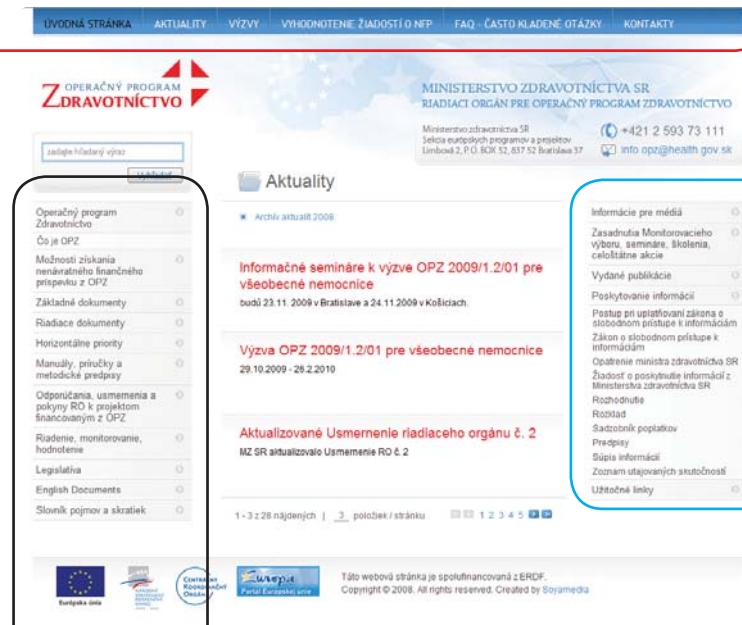 ÚVODNÁ STRÁNKA AKTUALITY VÝZVY VYHODNOTENIE ŽIADOSTÍ O NFP FAQ - ČASTO KLADENÉ OTÁZKY KONTAKTY
OPERAČNÝ PROGRAM
ZDRAVOTNÍCTVO
MINISTERSTVO ZDRAVOTNÍCTVA SR
RIADIACI ORGÁN PRE OPERAČNÝ PROGRAM ZDRAVOTNÍCTVO
Ministerstvo zdravotníctva SR
Sekcia európskych programov a projektov
Limbová 2, P.O. BOX 52, 837 52 Bratislava 37
+421 2 593 73 111
info opz@health gov.sk
zadajte hľadaný výraz
Vyhľadať
Operačný program
Zdravotníctvo
Čo je OPZ
Možnosti získania
nenávratného finančného
príspevku z OPZ
Základné dokumenty
Riadiace dokumenty
Horizontálne priority
Manuály, príručky a
metodické predpisy
Odporúčania, usmernenia a
pokyny RO k projektom
financovaným z OPZ
Riadenie, monitorovanie,
hodnotenie
Legislatíva
English Documents
Slovník pojmov a skratiek
Aktuality
Archív aktualít 2008
Informačné semináre k výzve OPZ 2009/1.2/01 pre
všeobecné nemocnice
budú 23.11. 2009 v Bratislave a 24.11.2009 v Košiciach.
Výzva OPZ 2009/1.2/01 pre všeobecné nemocnice
29.10.2009 - 26.2.2010
Aktualizované Usmernenie riadiaceho orgánu č. 2
MZ SR aktualizovalo Usmernenie RO č. 2
1 - 3 z 28 nájdených | 3 položiek / stránku 1 2 3 4 5
Informácie pre médiá
Zasadnutia Monitorovacieho
výboru, semináre, školenia,
celoštátne akcie
Vydané publikácie
Poskytovanie informácií
Postup pri uplatňovaní zákona o
slobodnom prístupe k informáciám
Zákon o slobodnom prístupe k
informáciám
Opatrenie ministra zdravotníctva SR
Žiadosť o poskytnutie informácií z
Ministerstva zdravotníctva SR
Rozhodnutie
Rozklad
Sadzobník poplatkov
Predpisy
Súpis informácií
Zoznam utajovaných skutočností
Užitočné linky
Európska únia
CENTRÁLNY
KOORDINAČNÝ
ORGÁN
Europa
Portál Európskej únie
Táto webová stránka je spolufinancovaná z ERDF.
Copyright © 2008. All rights reserved. Created by Soyamedia